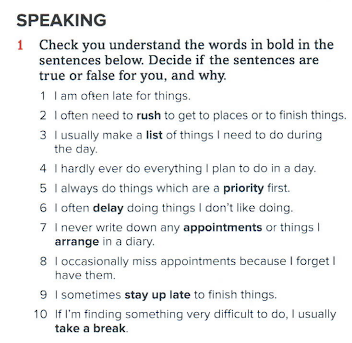 SPEAKING
1 Check you understand the words in bold in the
sentences below. Decide if the sentences are
true or false for you, and why.
1 I am often late for things.
2 I often need to rush to get to places or to finish things.
3 I usually make a list of things I need to do during
the day.
4 I hardly ever do everything I plan to do in a day.
5 I always do things which are a priority first.
6 I often delay doing things I don't like doing.
7 I never write down any appointments or things I
arrange in a diary.
8 I occasionally miss appointments because I forget I
have them.
9 I sometimes stay up late to finish things.
10 If I'm finding something very difficult to do, I usually
take a break.